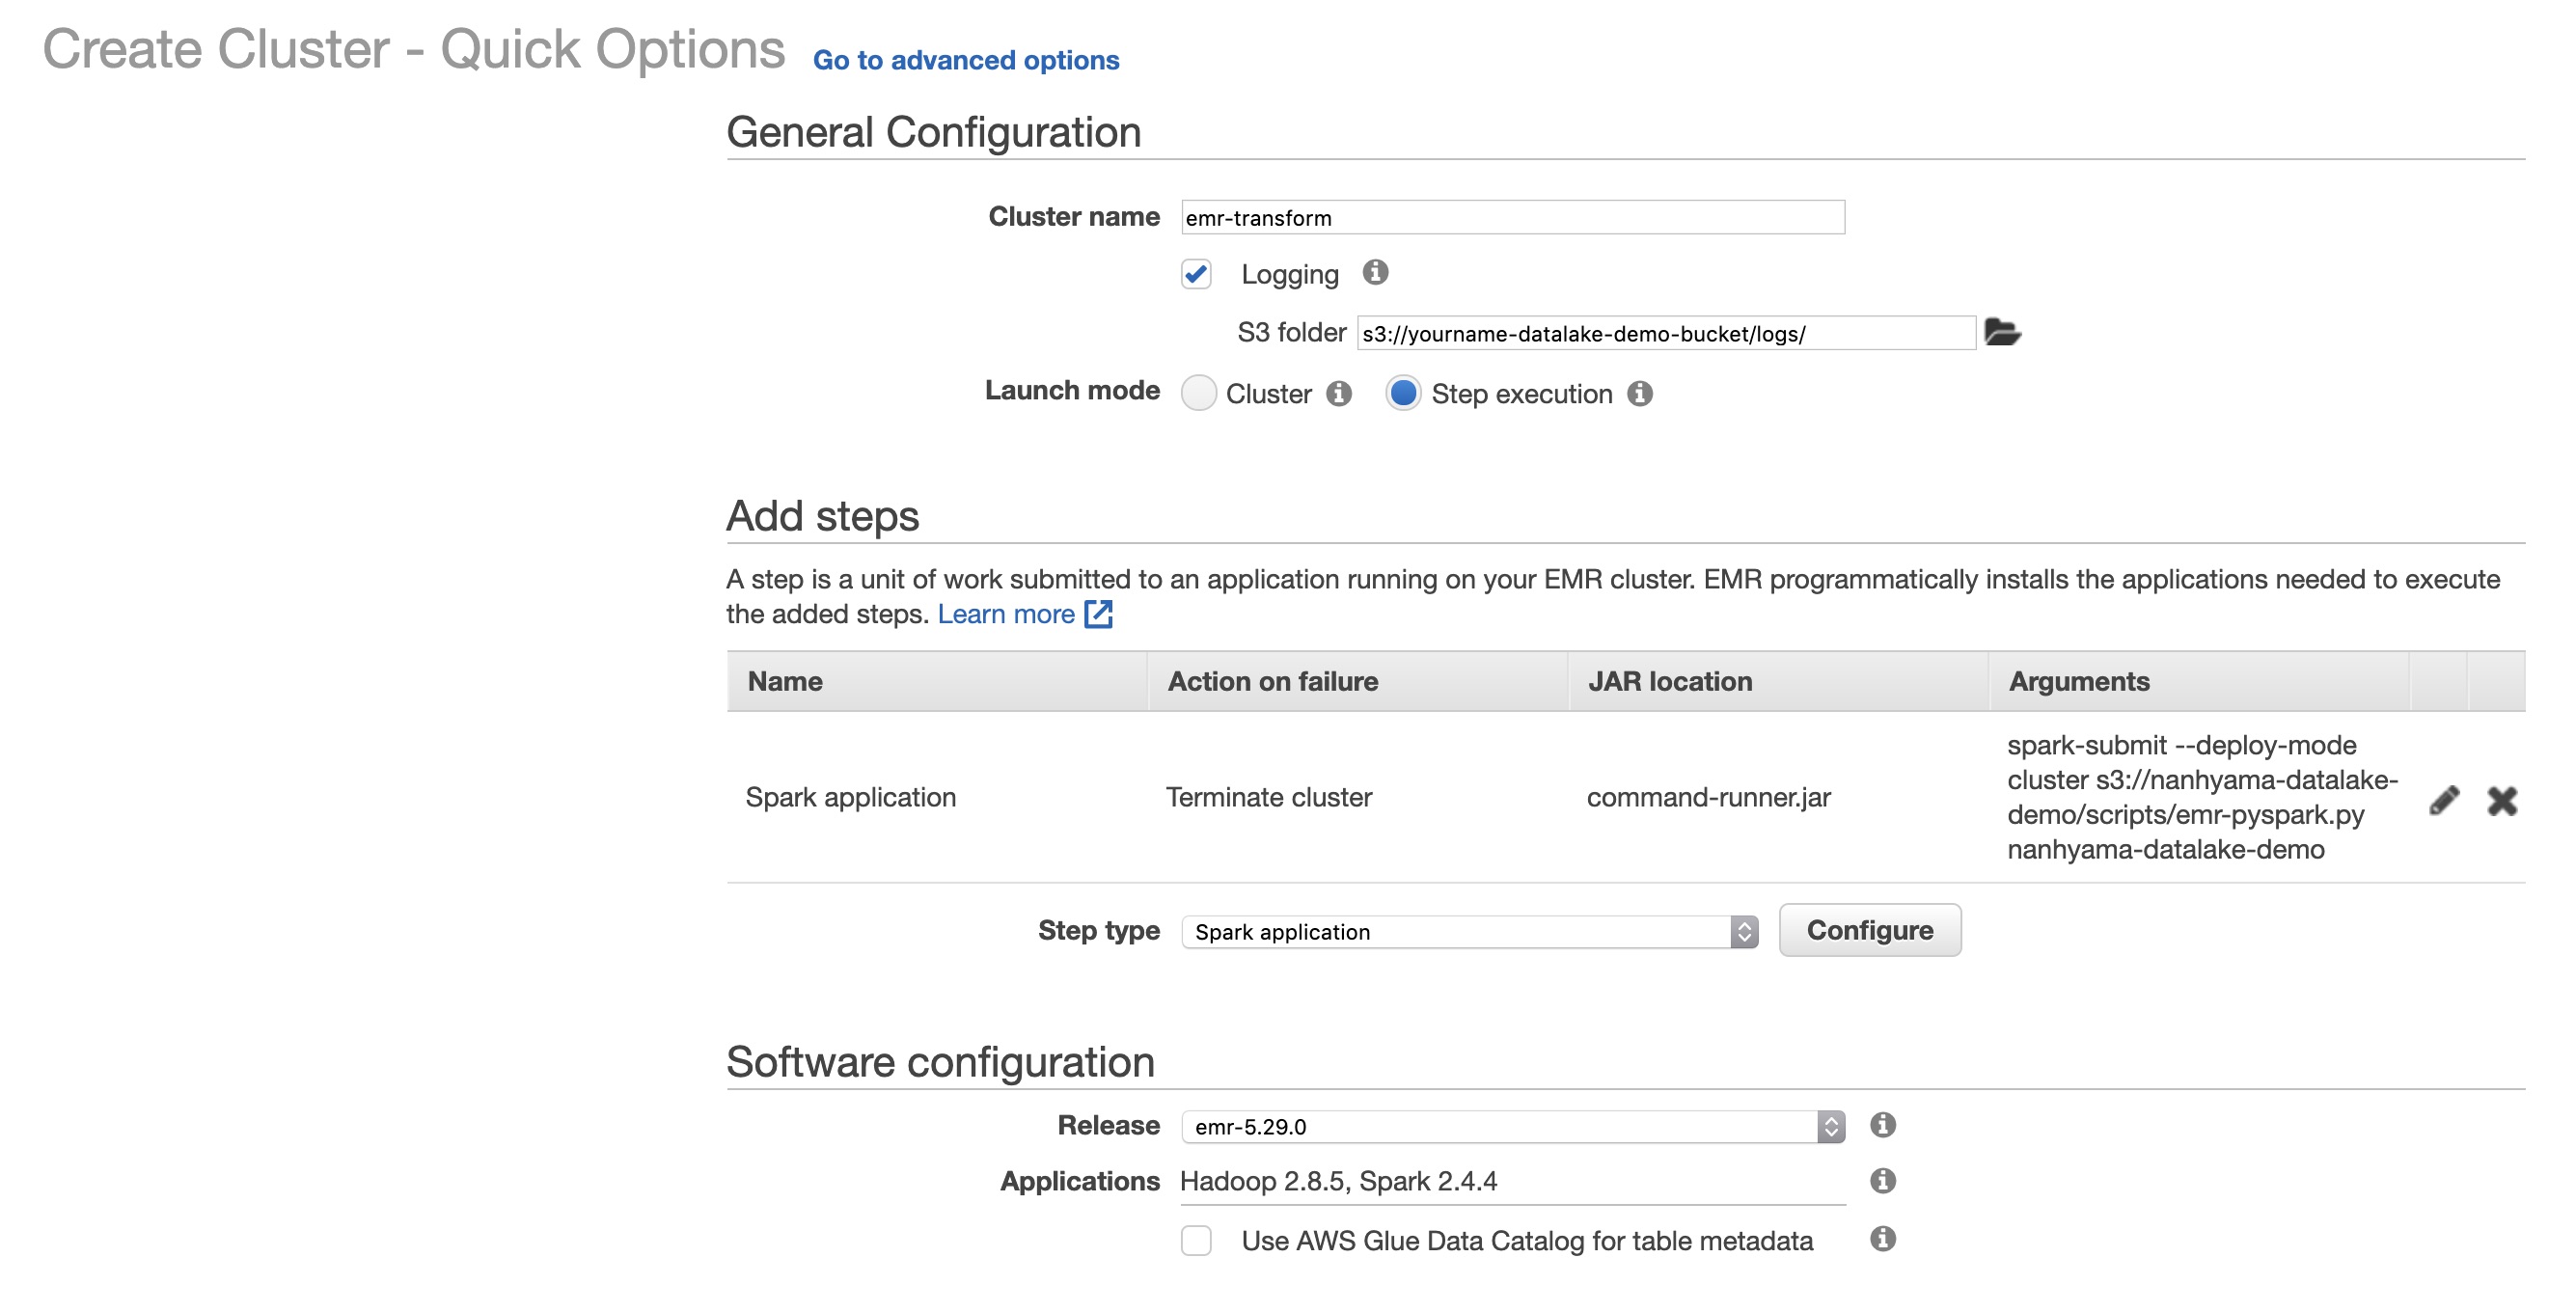 Create Cluster - Quick Options Go to advanced options
General Configuration
Cluster name emr-transform
Logging
S3 folder s3://yourname-datalake-demo-bucket/logs/
Launch mode Cluster Step execution
Add steps
A step is a unit of work submitted to an application running on your EMR cluster. EMR programmatically installs the applications needed to execute
the added steps. Learn more
Name Action on failure JAR location Arguments
Spark application Terminate cluster command-runner.jar
spark-submit --deploy-mode
cluster s3://nanhyama-datalake-
demo/scripts/emr-pyspark.py
nanhyama-datalake-demo
Step type Spark application Configure
Software configuration
Release emr-5.29.0
Applications Hadoop 2.8.5, Spark 2.4.4
Use AWS Glue Data Catalog for table metadata